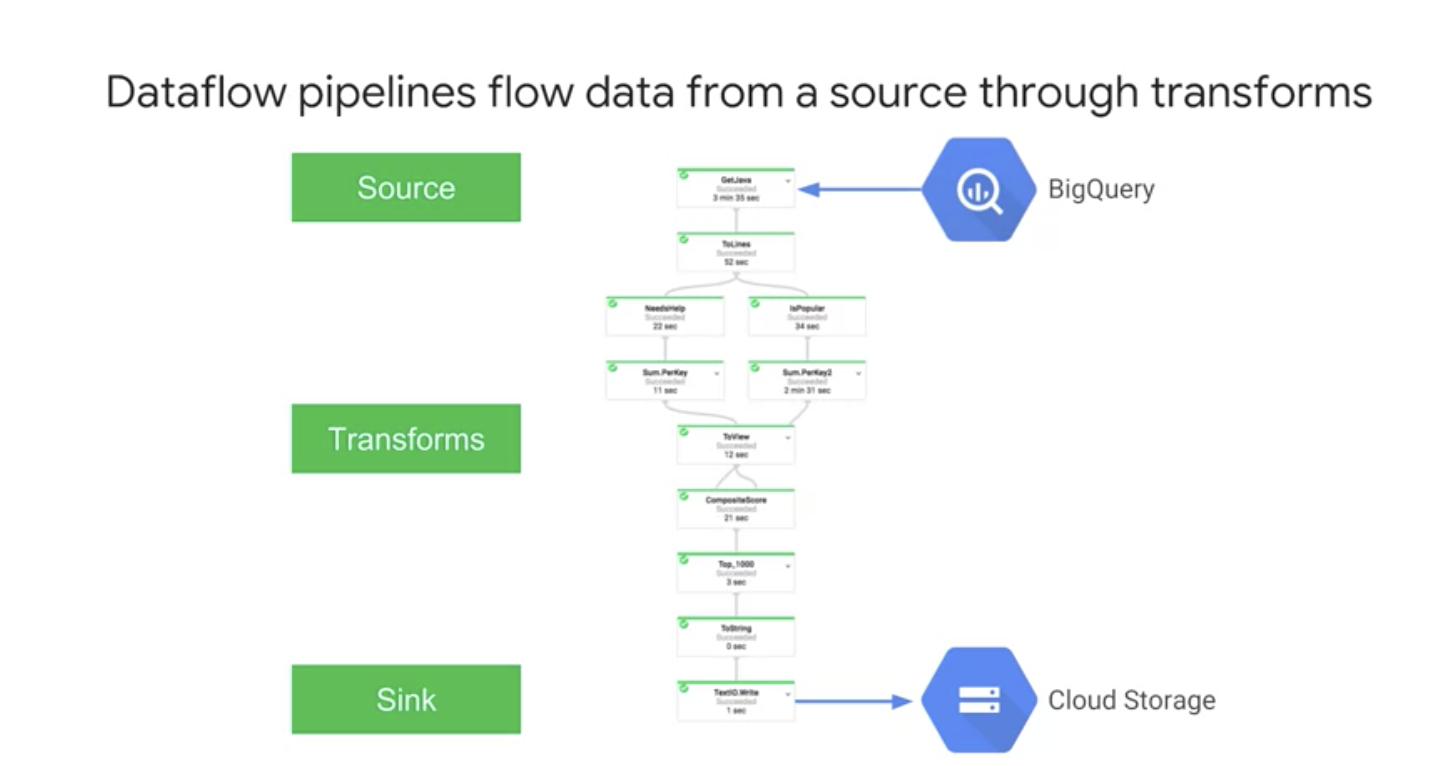 Dataflow pipelines flow data from a source through transforms
Source
GetJava
Succeeded
3 min 35 sec
BigQuery
ToLines
Succeeded
52 sec
NeedsHelp
Succeeded
22 sec
IsPopular
Succeeded
34 sec
Sum.PerKey
Succeeded
11 sec
Sum.PerKey2
Succeeded
2 min 31 sec
Transforms
ToView
Succeeded
12 sec
CompositeScore
Succeeded
21 sec
Top_1000
Succeeded
3 sec
ToString
Succeeded
0 sec
Sink
TextIO.Write
Succeeded
1 sec
Cloud Storage